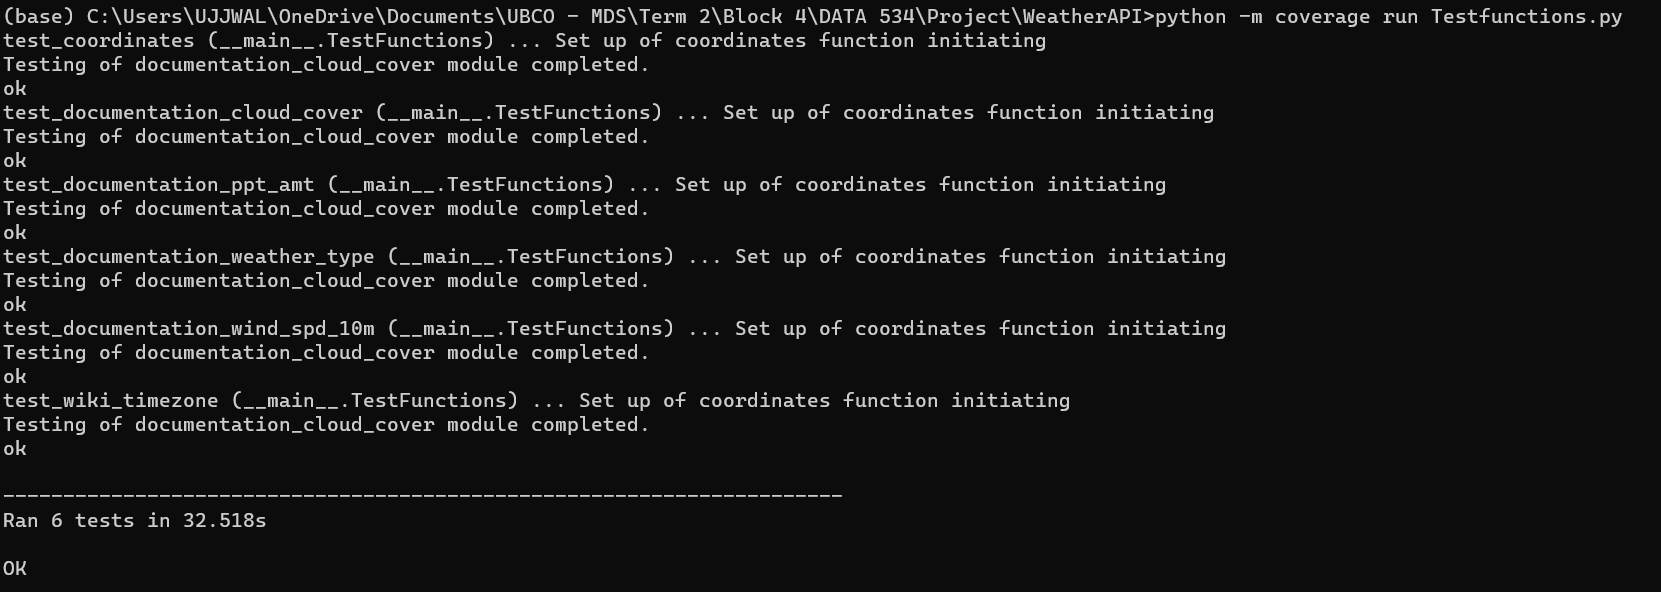 (base) C:\Users\UJJWAL\OneDrive\Documents\UBCO - MDS\Term 2\Block 4\DATA 534\Project\WeatherAPI>python -m coverage run Testfunctions.py
test_coordinates (__main__.TestFunctions) ... Set up of coordinates function initiating
Testing of documentation_cloud_cover module completed.
ok
test_documentation_cloud_cover (__main__.TestFunctions) ... Set up of coordinates function initiating
Testing of documentation_cloud_cover module completed.
ok
test_documentation_ppt_amt (__main__.TestFunctions) ... Set up of coordinates function initiating
Testing of documentation_cloud_cover module completed.
ok
test_documentation_weather_type (__main__.TestFunctions) ... Set up of coordinates function initiating
Testing of documentation_cloud_cover module completed.
ok
test_documentation_wind_spd_10m (__main__.TestFunctions) ... Set up of coordinates function initiating
Testing of documentation_cloud_cover module completed.
ok
test_wiki_timezone (__main__.TestFunctions) ... Set up of coordinates function initiating
Testing of documentation_cloud_cover module completed.
ok
----------------------------------------------------------------------
Ran 6 tests in 32.518s
OK